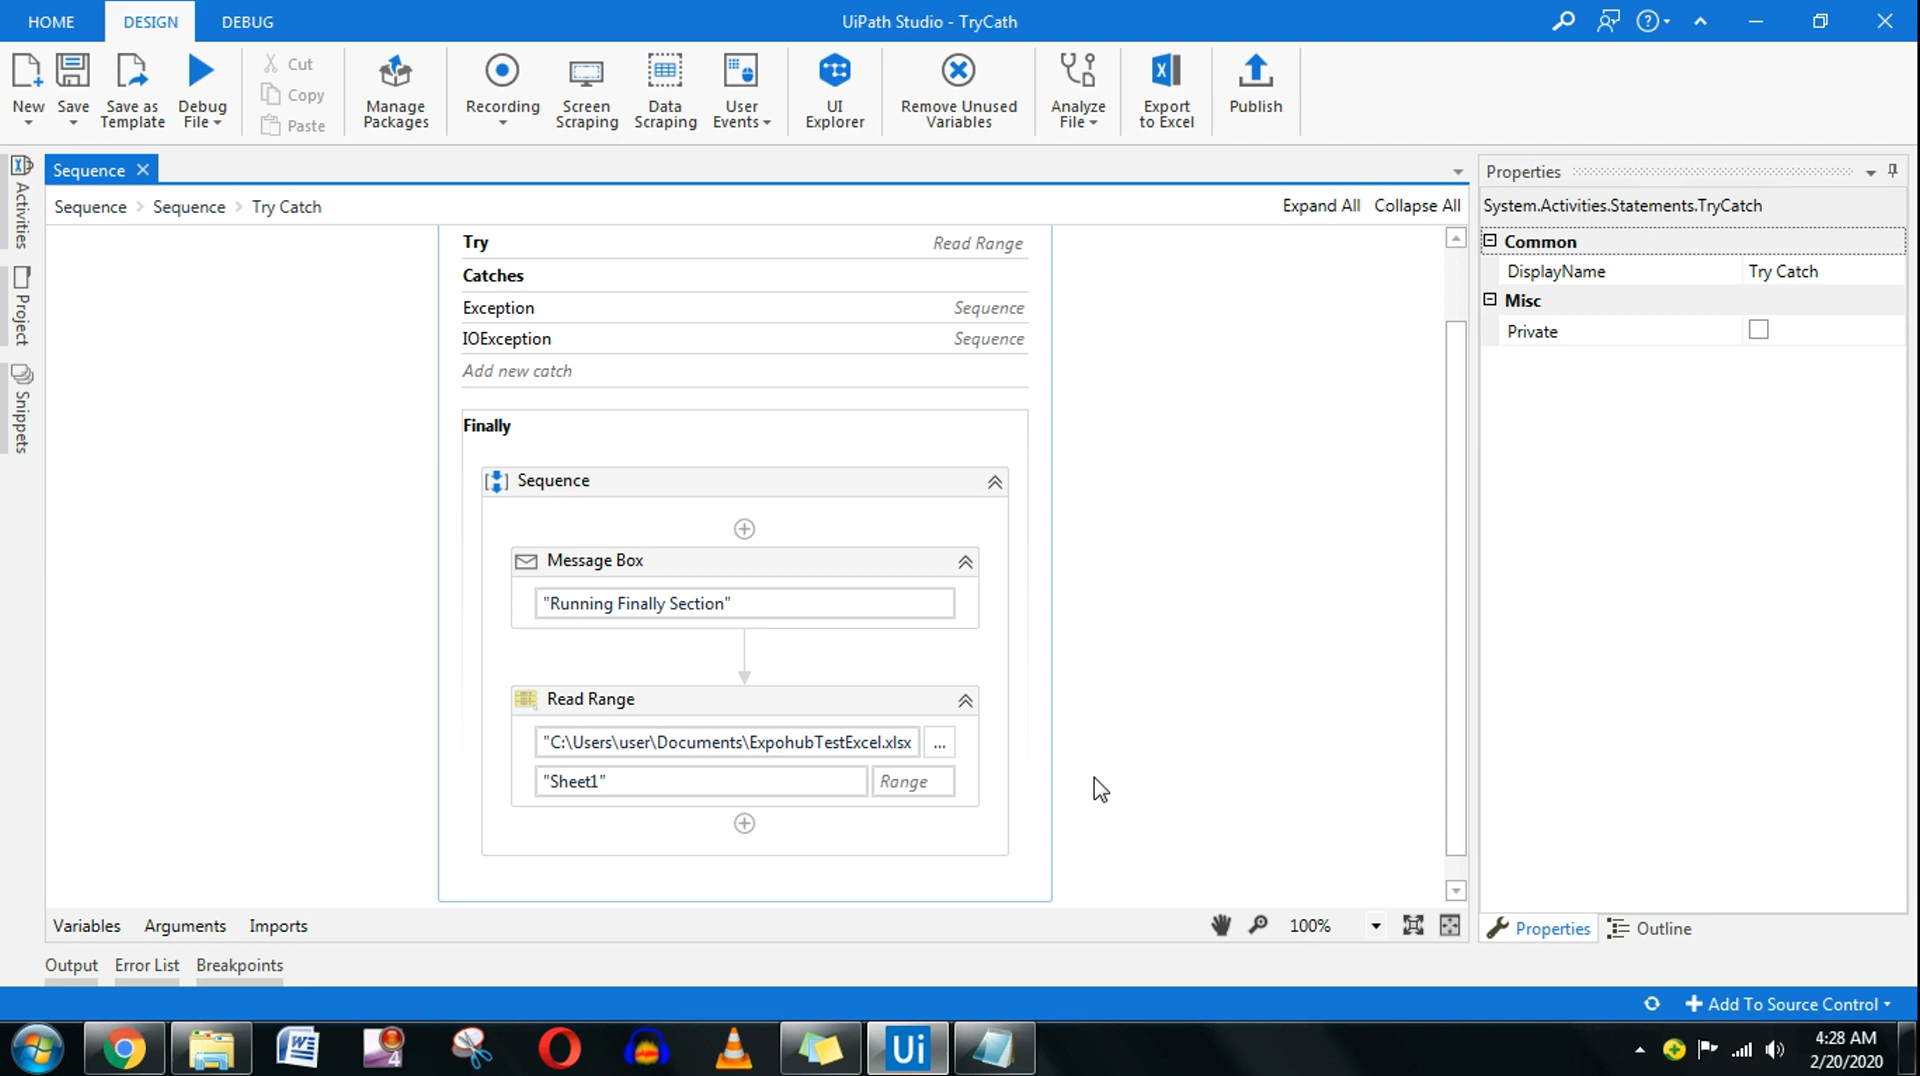 HOME DESIGN DEBUG UiPath Studio - TryCath
New Save Save as Template Debug File Cut Copy Paste Manage Packages Recording Screen Scraping Data Scraping User Events UI Explorer Remove Unused Variables Analyze File Export to Excel Publish
Activities
Project
Snippets
Sequence
Sequence > Sequence > Try Catch Expand All Collapse All
Try Read Range
Catches
Exception Sequence
IOException Sequence
Add new catch
Finally
Sequence
Message Box
"Running Finally Section"
Read Range
"C:\Users\user\Documents\ExpohubTestExcel.xlsx ...
"Sheet1" Range
Variables Arguments Imports 100%
Output Error List Breakpoints
Properties
System.Activities.Statements.TryCatch
Common
DisplayName Try Catch
Misc
Private
Properties Outline
Add To Source Control
4
Ui
4:28 AM
2/20/2020